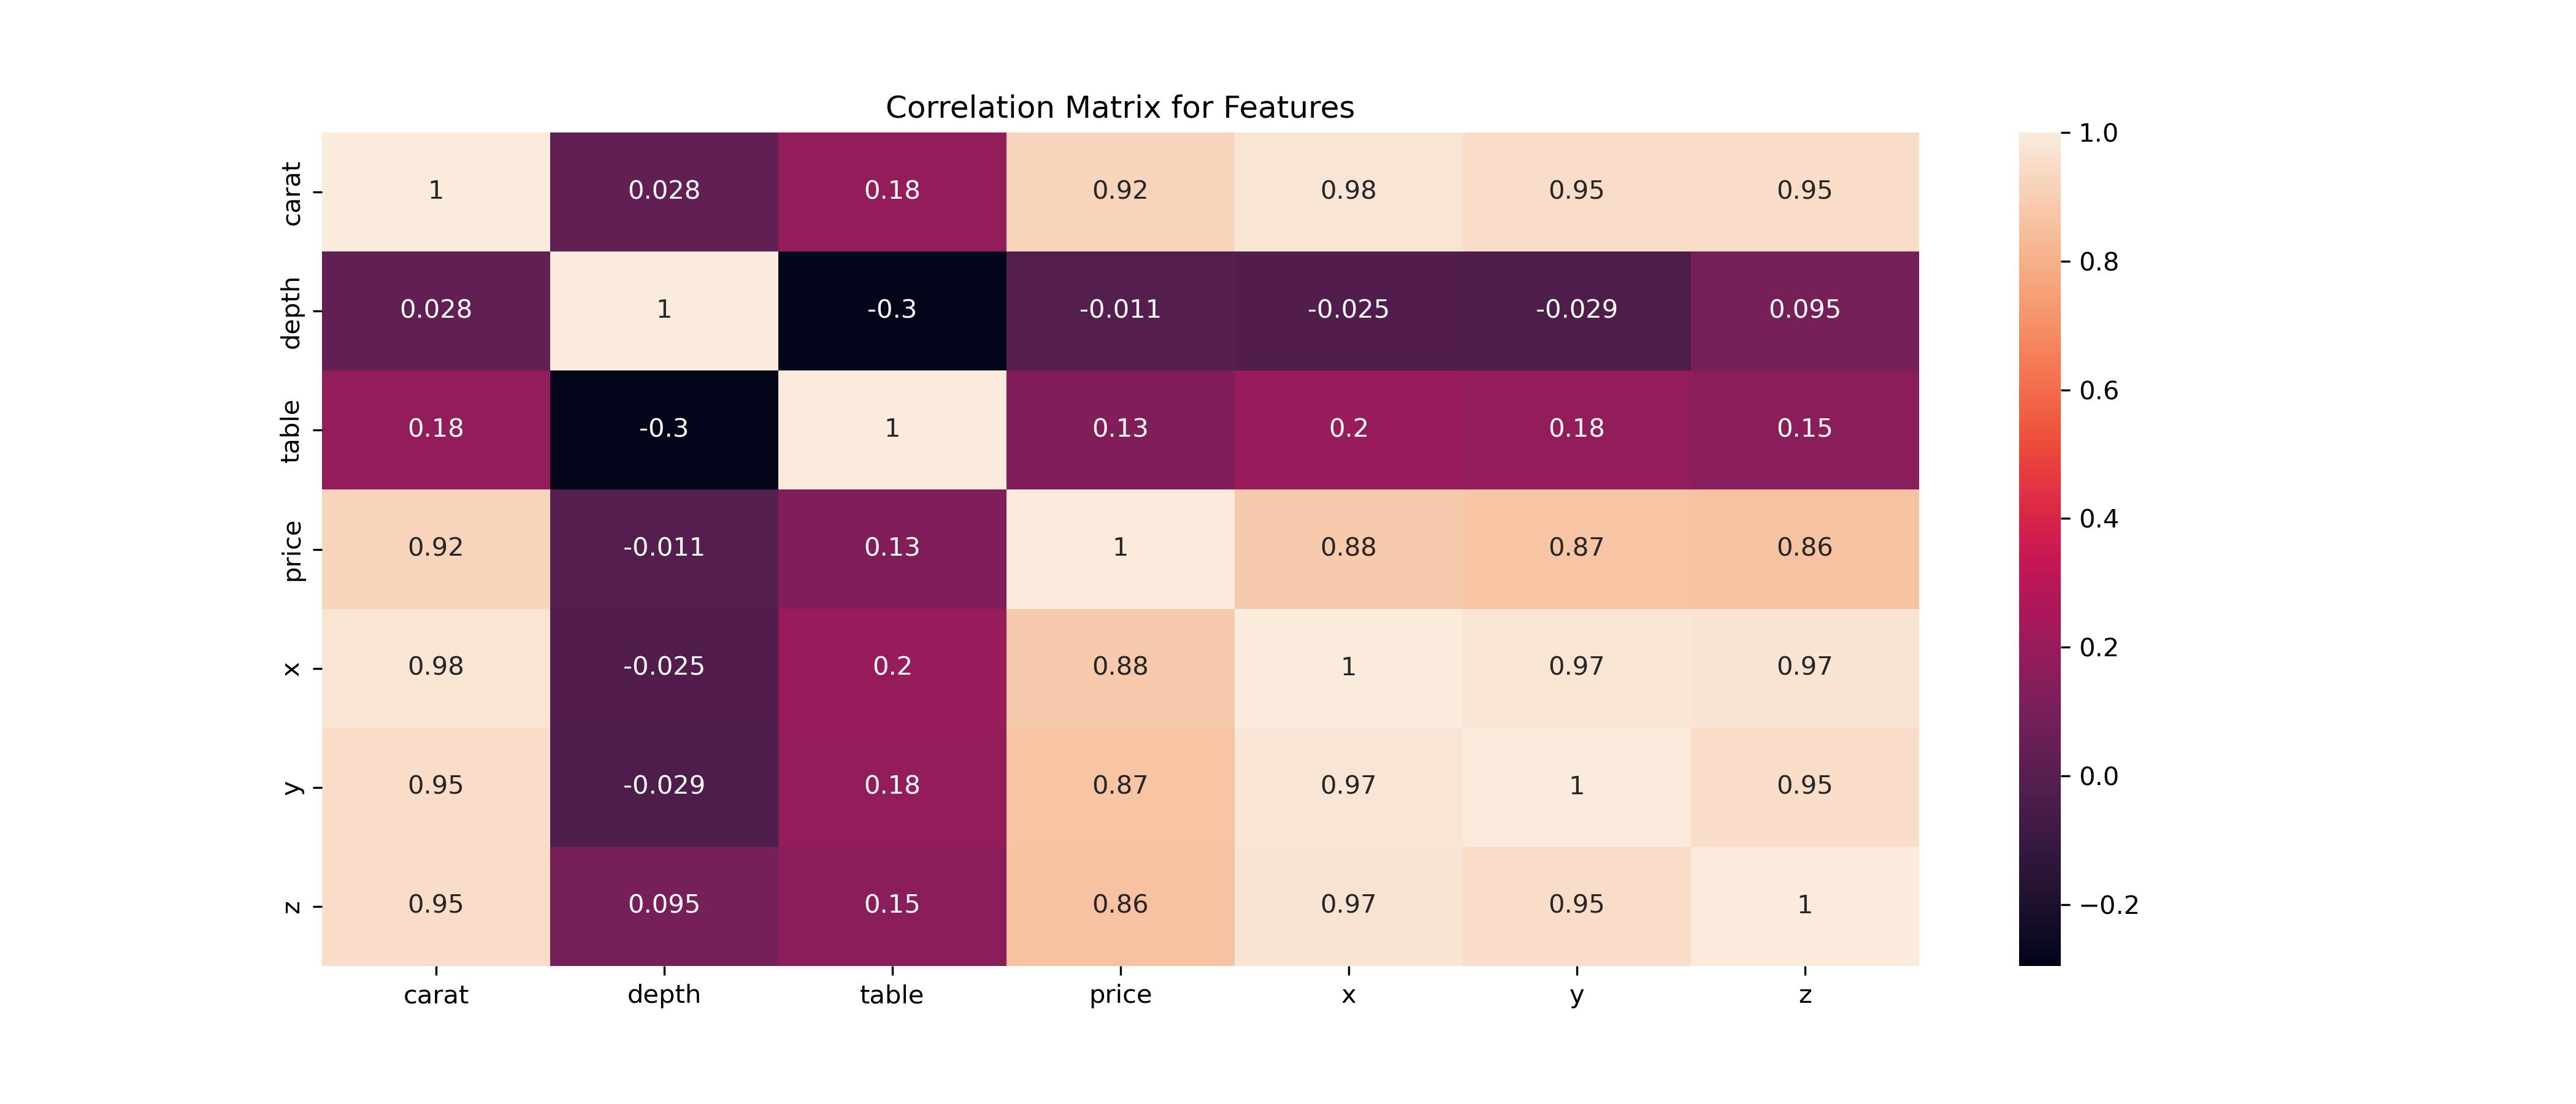 Correlation Matrix for Features
carat 1 0.028 0.18 0.92 0.98 0.95 0.95
depth 0.028 1 -0.3 -0.011 -0.025 -0.029 0.095
table 0.18 -0.3 1 0.13 0.2 0.18 0.15
price 0.92 -0.011 0.13 1 0.88 0.87 0.86
x 0.98 -0.025 0.2 0.88 1 0.97 0.97
y 0.95 -0.029 0.18 0.87 0.97 1 0.95
z 0.95 0.095 0.15 0.86 0.97 0.95 1
carat depth table price x y z
1.0
0.8
0.6
0.4
0.2
0.0
−0.2